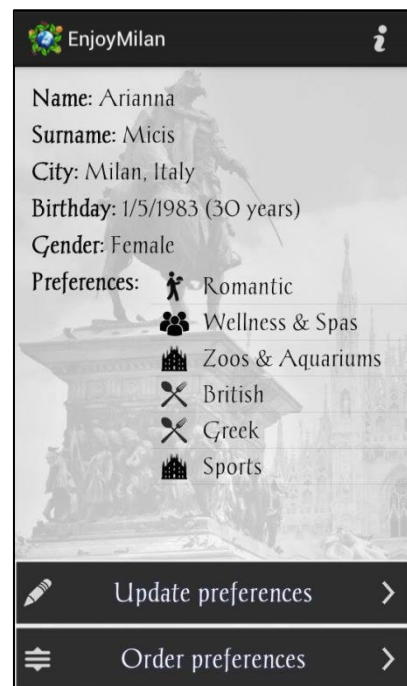 EnjoyMilan
Name: Arianna
Surname: Micis
City: Milan, Italy
Birthday: 1/5/1983 (30 years)
Gender: Female
Preferences: Romantic
Wellness & Spas
Zoos & Aquariums
British
Greek
Sports
Update preferences
Order preferences